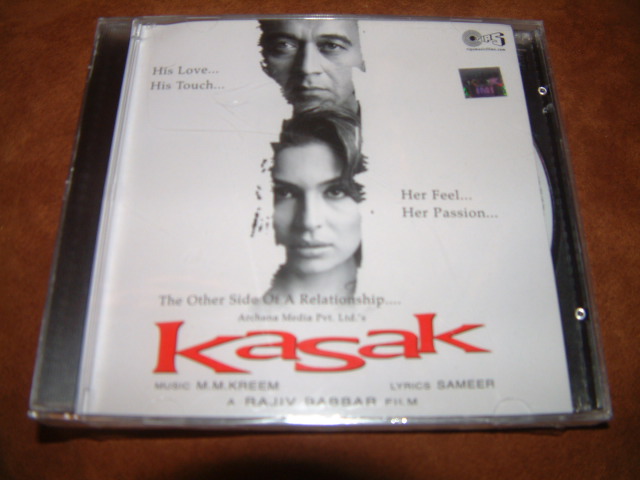 TIPS
His Love...
His Touch...
Her Feel...
Her Passion...
The Other Side Of A Relationship....
Archana Media Pvt. Ltd.'s
Kasak
MUSIC M.M.KREEM
LYRICS SAMEER
A RAJIV BABBAR FILM